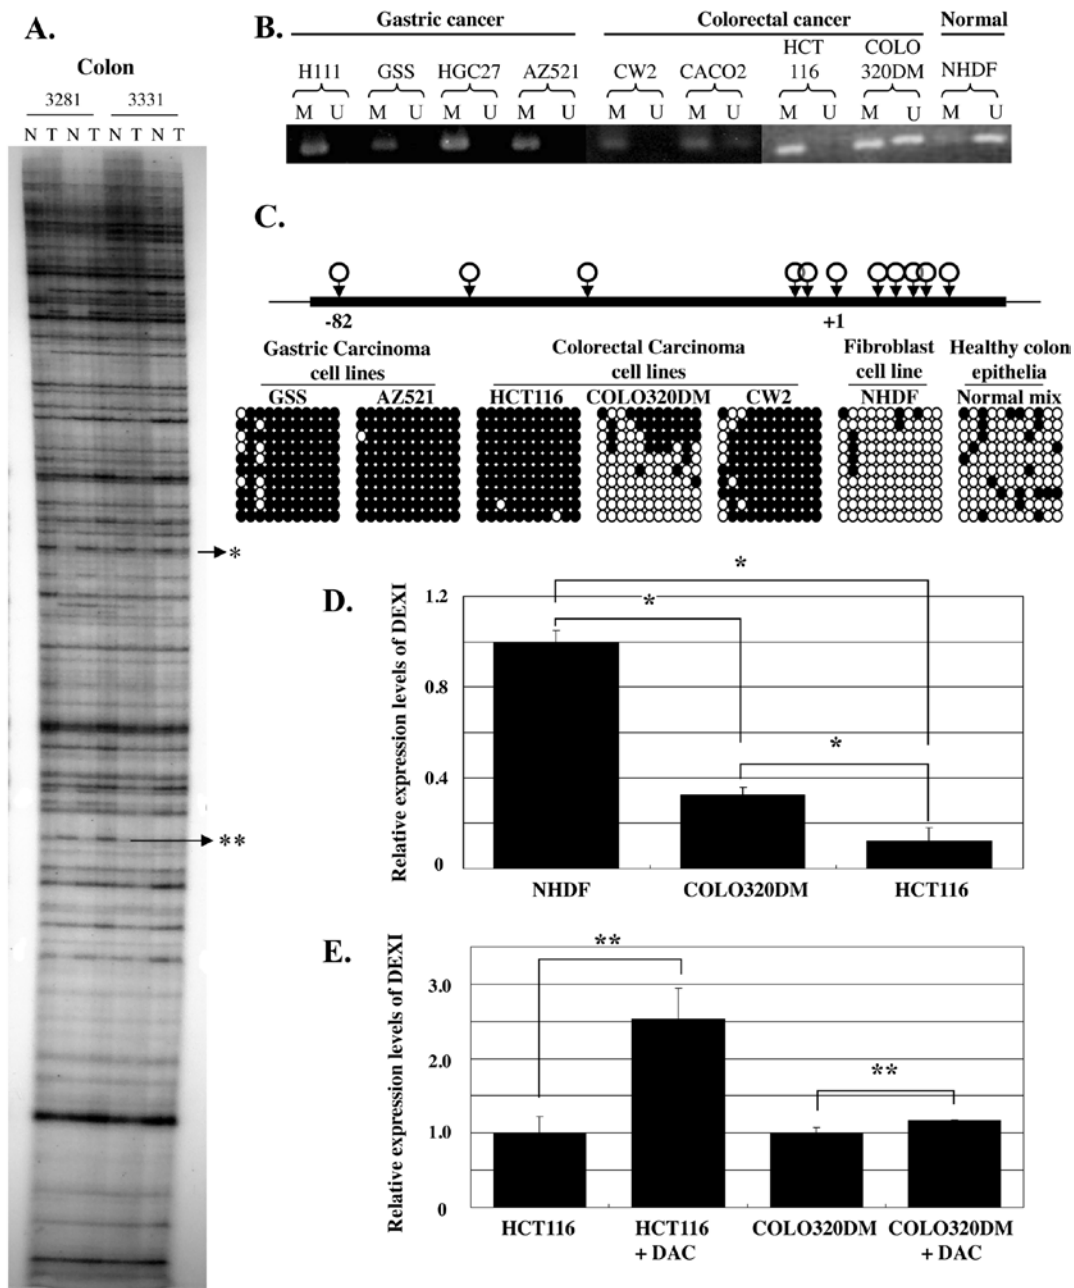 A.
Colon
3281 3331
N T N T N T N T
*
**
B.
Gastric cancer Colorectal cancer Normal
H111 GSS HGC27 AZ521 CW2 CACO2 HCT 116 COLO 320DM NHDF
M U M U M U M U M U M U M U M U M U
C.
-82 +1
Gastric Carcinoma cell lines
GSS AZ521
Colorectal Carcinoma cell lines
HCT116 COLO320DM CW2
Fibroblast cell line
NHDF
Healthy colon epithelia
Normal mix
D.
Relative expression levels of DEXI
1.2
0.8
0.4
0
*
*
*
NHDF COLO320DM HCT116
E.
Relative expression levels of DEXI
3.0
2.0
1.0
0
**
**
HCT116 HCT116 + DAC COLO320DM COLO320DM + DAC